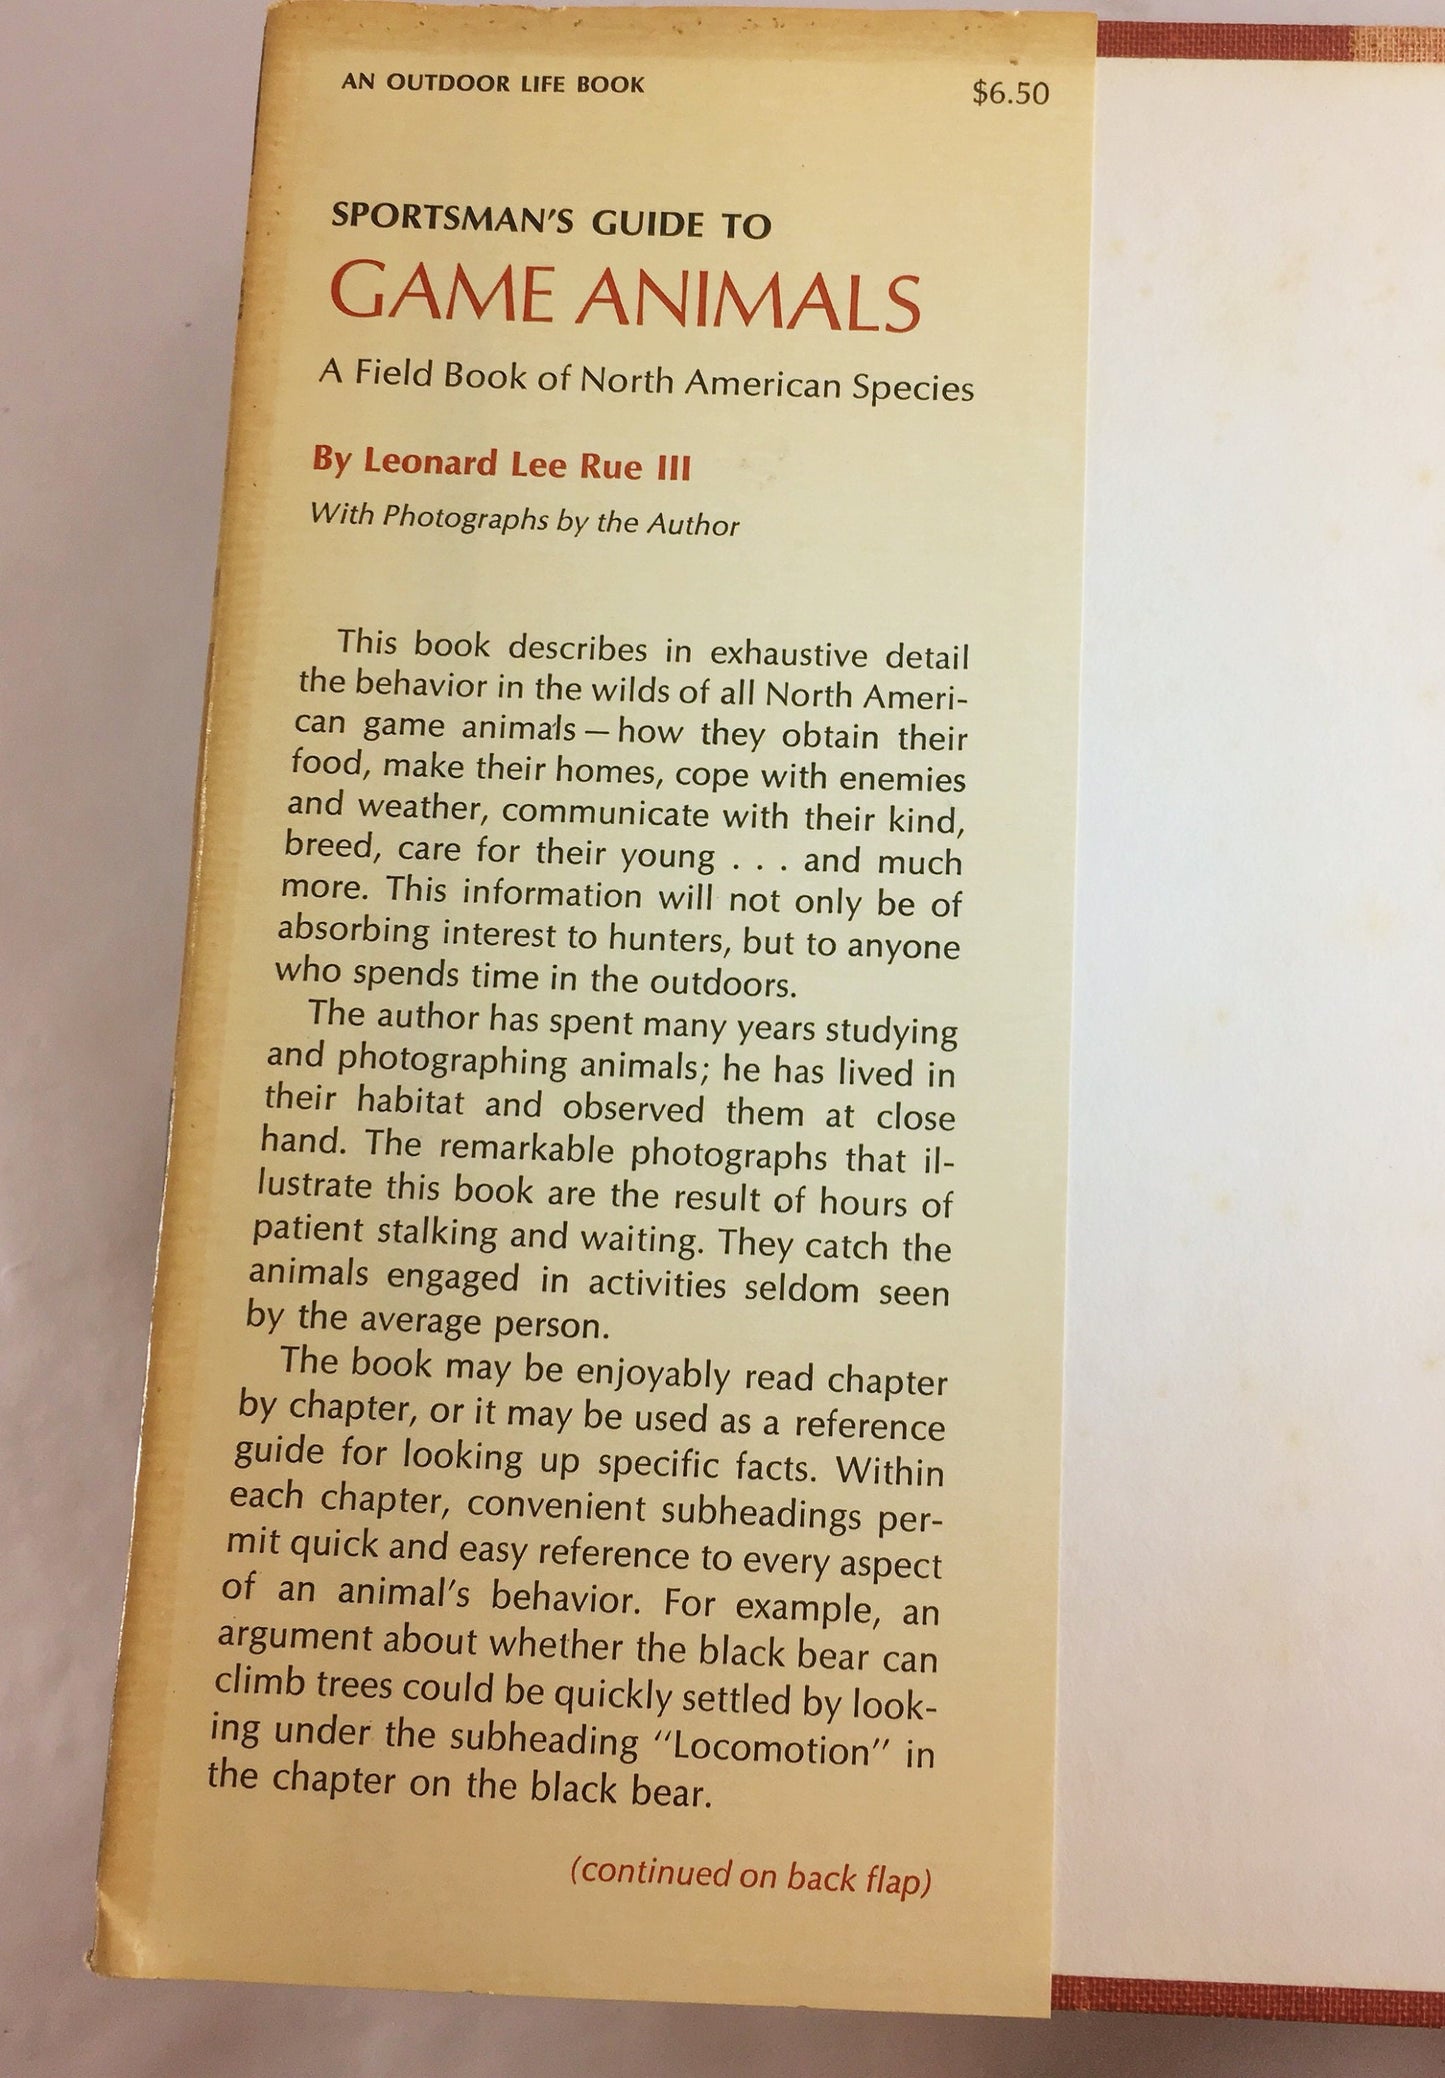 AN OUTDOOR LIFE BOOK
$6.50
SPORTSMAN'S GUIDE TO
GAME ANIMALS
A Field Book of North American Species
By Leonard Lee Rue III
With Photographs by the Author
This book describes in exhaustive detail
the behavior in the wilds of all North Ameri-
can game animals — how they obtain their
food, make their homes, cope with enemies
and weather, communicate with their kind,
breed, care for their young . . . and much
more. This information will not only be of
absorbing interest to hunters, but to anyone
who spends time in the outdoors.
The author has spent many years studying
and photographing animals; he has lived in
their habitat and observed them at close
hand. The remarkable photographs that il-
lustrate this book are the result of hours of
patient stalking and waiting. They catch the
animals engaged in activities seldom seen
by the average person.
The book may be enjoyably read chapter
by chapter, or it may be used as a reference
guide for looking up specific facts. Within
each chapter, convenient subheadings per-
mit quick and easy reference to every aspect
of an animal's behavior. For example, an
argument about whether the black bear can
climb trees could be quickly settled by look-
ing under the subheading "Locomotion" in
the chapter on the black bear.
(continued on back flap)